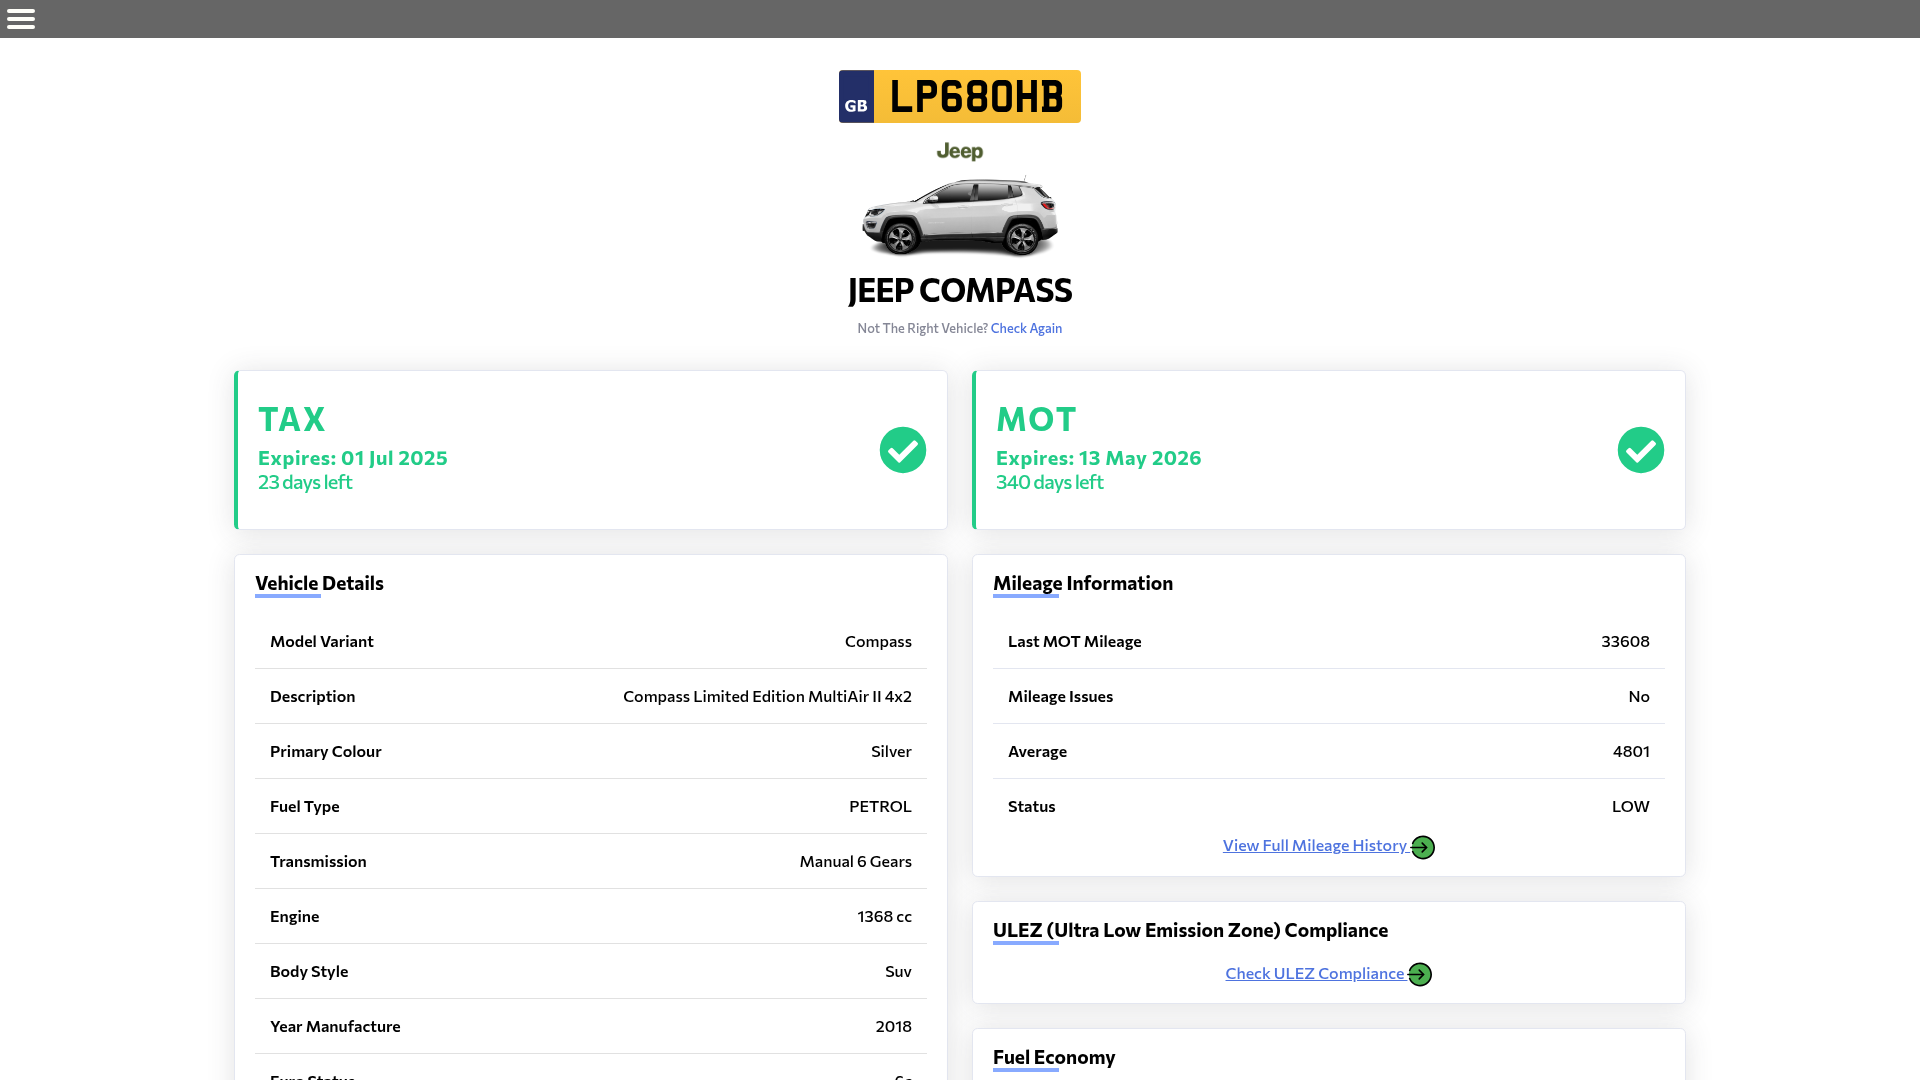 GB LP68OHB
Jeep
JEEP COMPASS
Not The Right Vehicle? Check Again
TAX
Expires: 01 Jul 2025
23 days left
MOT
Expires: 13 May 2026
340 days left
Vehicle Details
Model Variant Compass
Description Compass Limited Edition MultiAir II 4x2
Primary Colour Silver
Fuel Type PETROL
Transmission Manual 6 Gears
Engine 1368 cc
Body Style Suv
Year Manufacture 2018
Mileage Information
Last MOT Mileage 33608
Mileage Issues No
Average 4801
Status LOW
View Full Mileage History
ULEZ (Ultra Low Emission Zone) Compliance
Check ULEZ Compliance
Fuel Economy